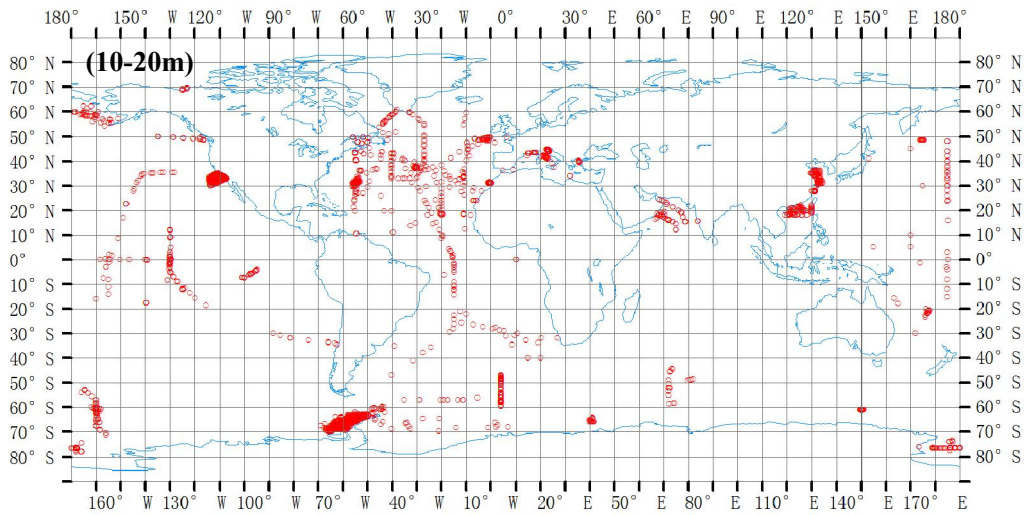 180° 150° W 120° W 90° W 60° W 30° W 0° 30° E 60° 80° E E 120° E 150° E 180°
(10-20m)
80° N 80° N
70° N 70° N
60° N 60° N
50° N 50° N
40° N 40° N
30° N 30° N
20° N 20° N
10° N 10° N
0° 0°
10° S 10° S
20° S 20° S
30° S 30° S
40° S 40° S
50° S 50° S
60° S 60° S
70° S 70° S
80° S 80° S
160° W 130° W 100° W 70° W 40° W 10° W 20° E 50° E 80° E 110° E 140° E 170° E